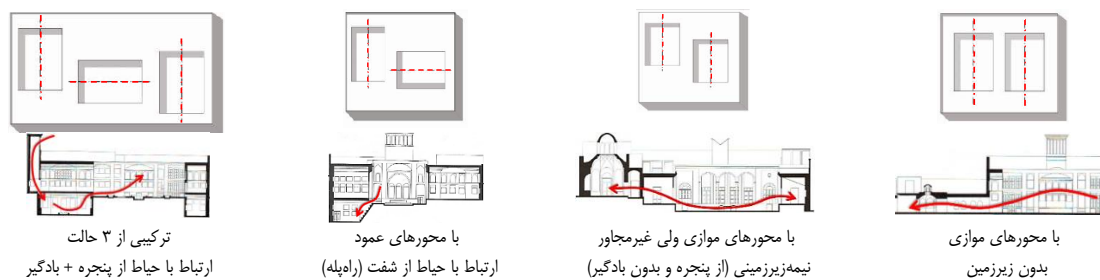 با محورهای موازی
بدون زیرزمین
با محورهای موازی ولی غیرمجاور
نیمه‌زیرزمینی (از پنجره و بدون بادگیر)
با محورهای عمود
ارتباط با حیاط از شفت (راه‌پله)
ترکیبی از ۳ حالت
ارتباط با حیاط از پنجره + بادگیر